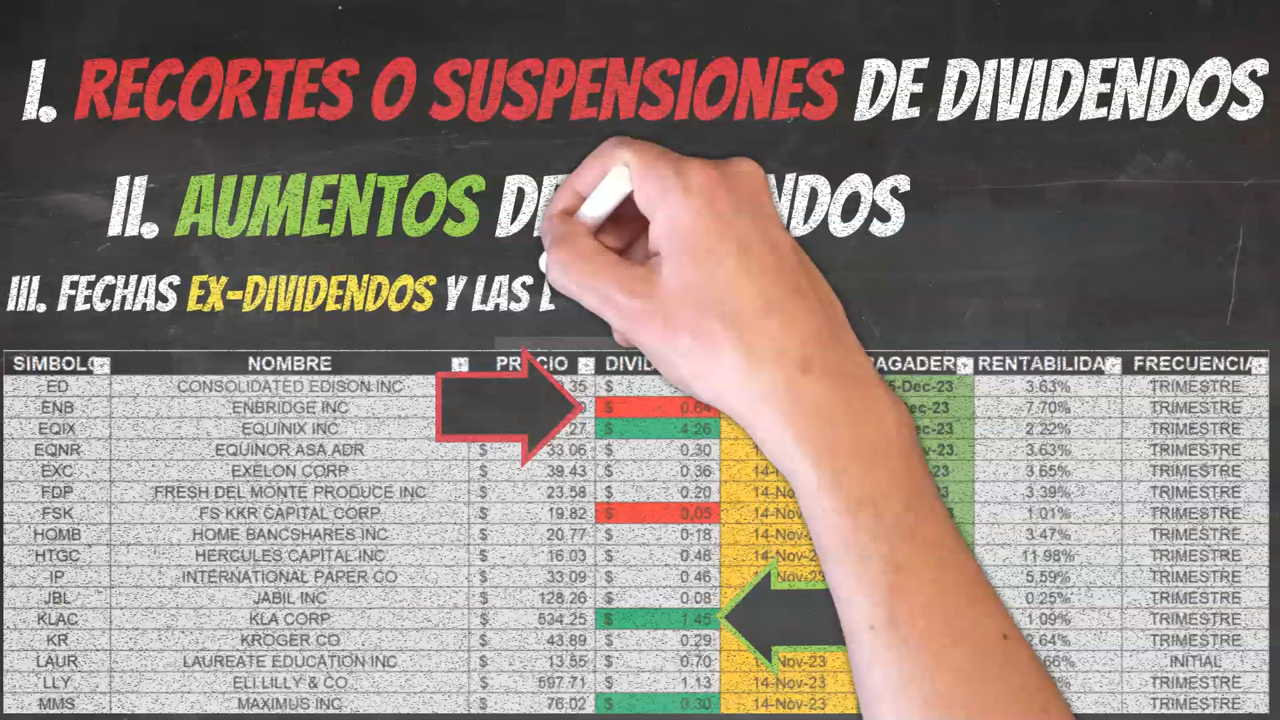 I. RECORTES O SUSPENSIONES DE DIVIDENDOS
II. AUMENTOS DE
III. FECHAS EX-DIVIDENDOS Y LAS
SIMBOLO NOMBRE PRECIO RENTABILIDA FRECUENCIA
ED CONSOLIDATED EDISON INC 3.63% TRIMESTRE
ENB ENBRIDGE INC $ 0.64 7.70% TRIMESTRE
EQIX EQUINIX INC $ 4.26 2.22% TRIMESTRE
EQNR EQUINOR ASA ADR $ 33.06 $ 0.30 3.63% TRIMESTRE
EXC EXELON CORP $ 39.43 $ 0.36 3.65% TRIMESTRE
FDP FRESH DEL MONTE PRODUCE INC $ 23.58 $ 0.20 3.39% TRIMESTRE
FSK FS KKR CAPITAL CORP $ 19.82 $ 0.05 1.01% TRIMESTRE
HOMB HOME BANCSHARES INC $ 20.77 $ 0.18 3.47% TRIMESTRE
HTGC HERCULES CAPITAL INC $ 16.03 $ 0.48 11.98% TRIMESTRE
IP INTERNATIONAL PAPER CO $ 33.09 $ 0.46 Nov-23 5.59% TRIMESTRE
JBL JABIL INC $ 128.26 $ 0.08 0.25% TRIMESTRE
KLAC KLA CORP $ 534.25 $ 1.45 1.09% TRIMESTRE
KR KROGER CO $ 43.89 $ 0.29 2.64% TRIMESTRE
LAUR LAUREATE EDUCATION INC $ 13.55 $ 0.70 Nov-23 INITIAL
LLY ELI LILLY & CO $ 597.71 $ 1.13 14-Nov-23 TRIMESTRE
MMS MAXIMUS INC $ 76.02 $ 0.30 14-Nov-23 TRIMESTRE